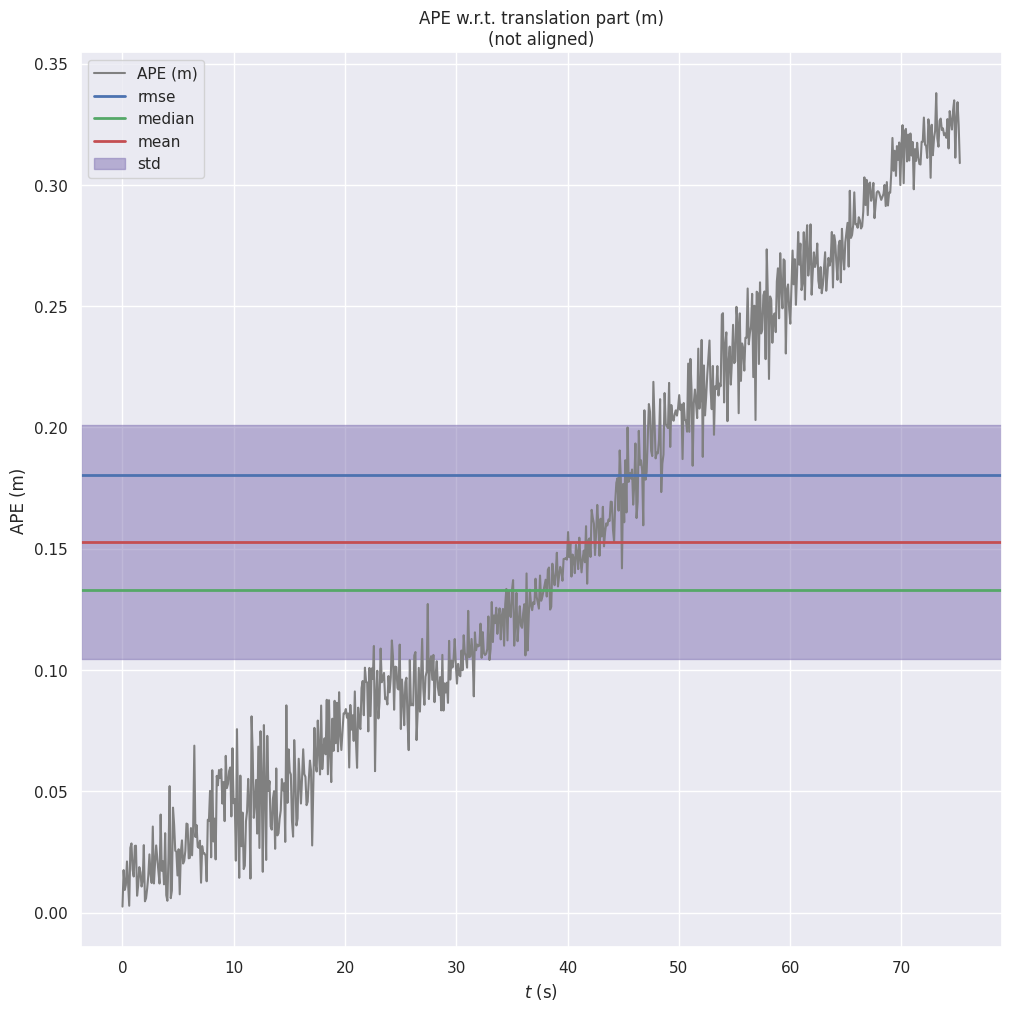 APE w.r.t. translation part (m)
(not aligned)
APE (m)
rmse
median
mean
std
0.35
0.30
0.25
0.20
0.15
0.10
0.05
0.00
APE (m)
0 10 20 30 40 50 60 70
t (s)